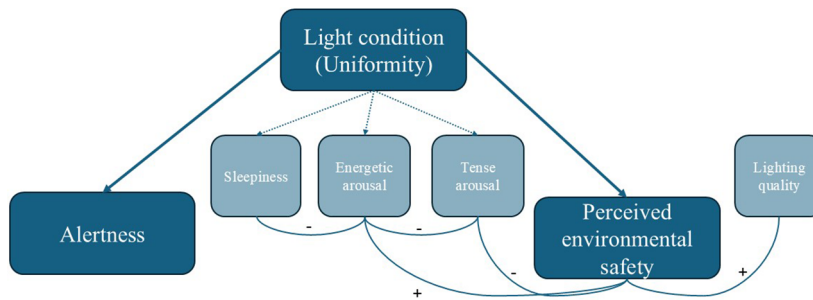 Light condition
(Uniformity)
Sleepiness
Energetic
arousal
Tense
arousal
Lighting
quality
Alertness
Perceived
environmental
safety
-
-
-
+
+